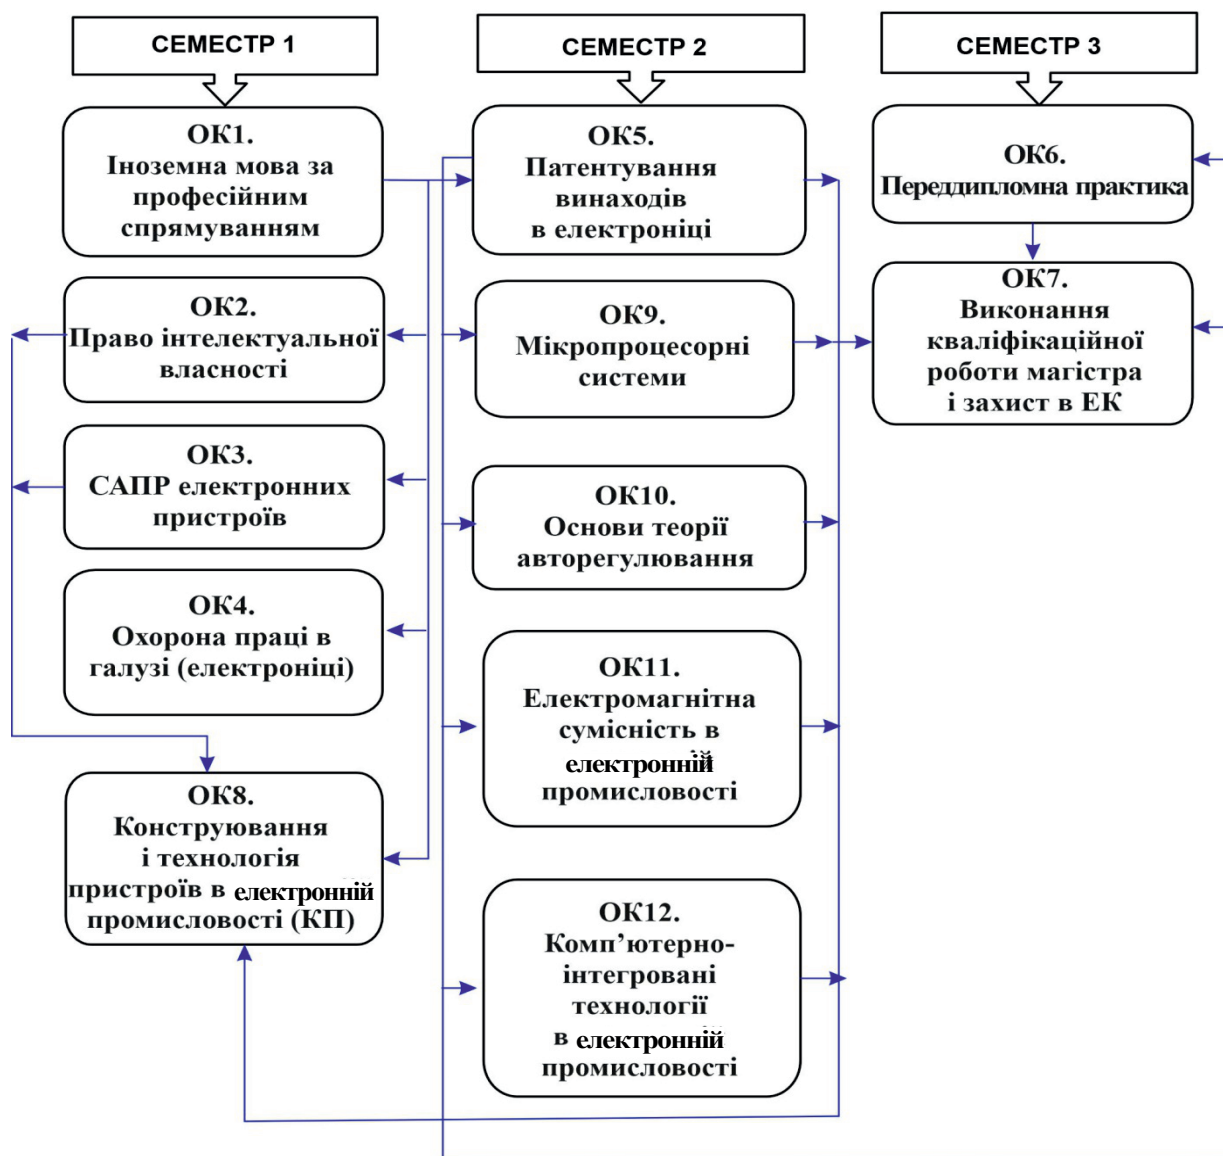 СЕМЕСТР 1
ОК1.
Іноземна мова за
професійним
спрямуванням
ОК2.
Право інтелектуальної
власності
ОК3.
САПР електронних
пристроїв
ОК4.
Охорона праці в
галузі (електроніці)
ОК8.
Конструювання
і технологія
пристроїв в електронній
промисловості (КП)
СЕМЕСТР 2
ОК5.
Патентування
винаходів
в електроніці
ОК9.
Мікропроцесорні
системи
ОК10.
Основи теорії
авторегулювання
ОК11.
Електромагнітна
сумісність в
електронній
промисловості
ОК12.
Комп’ютерно-
інтегровані
технології
в електронній
промисловості
СЕМЕСТР 3
ОК6.
Переддипломна практика
ОК7.
Виконання
кваліфікаційної
роботи магістра
і захист в ЕК